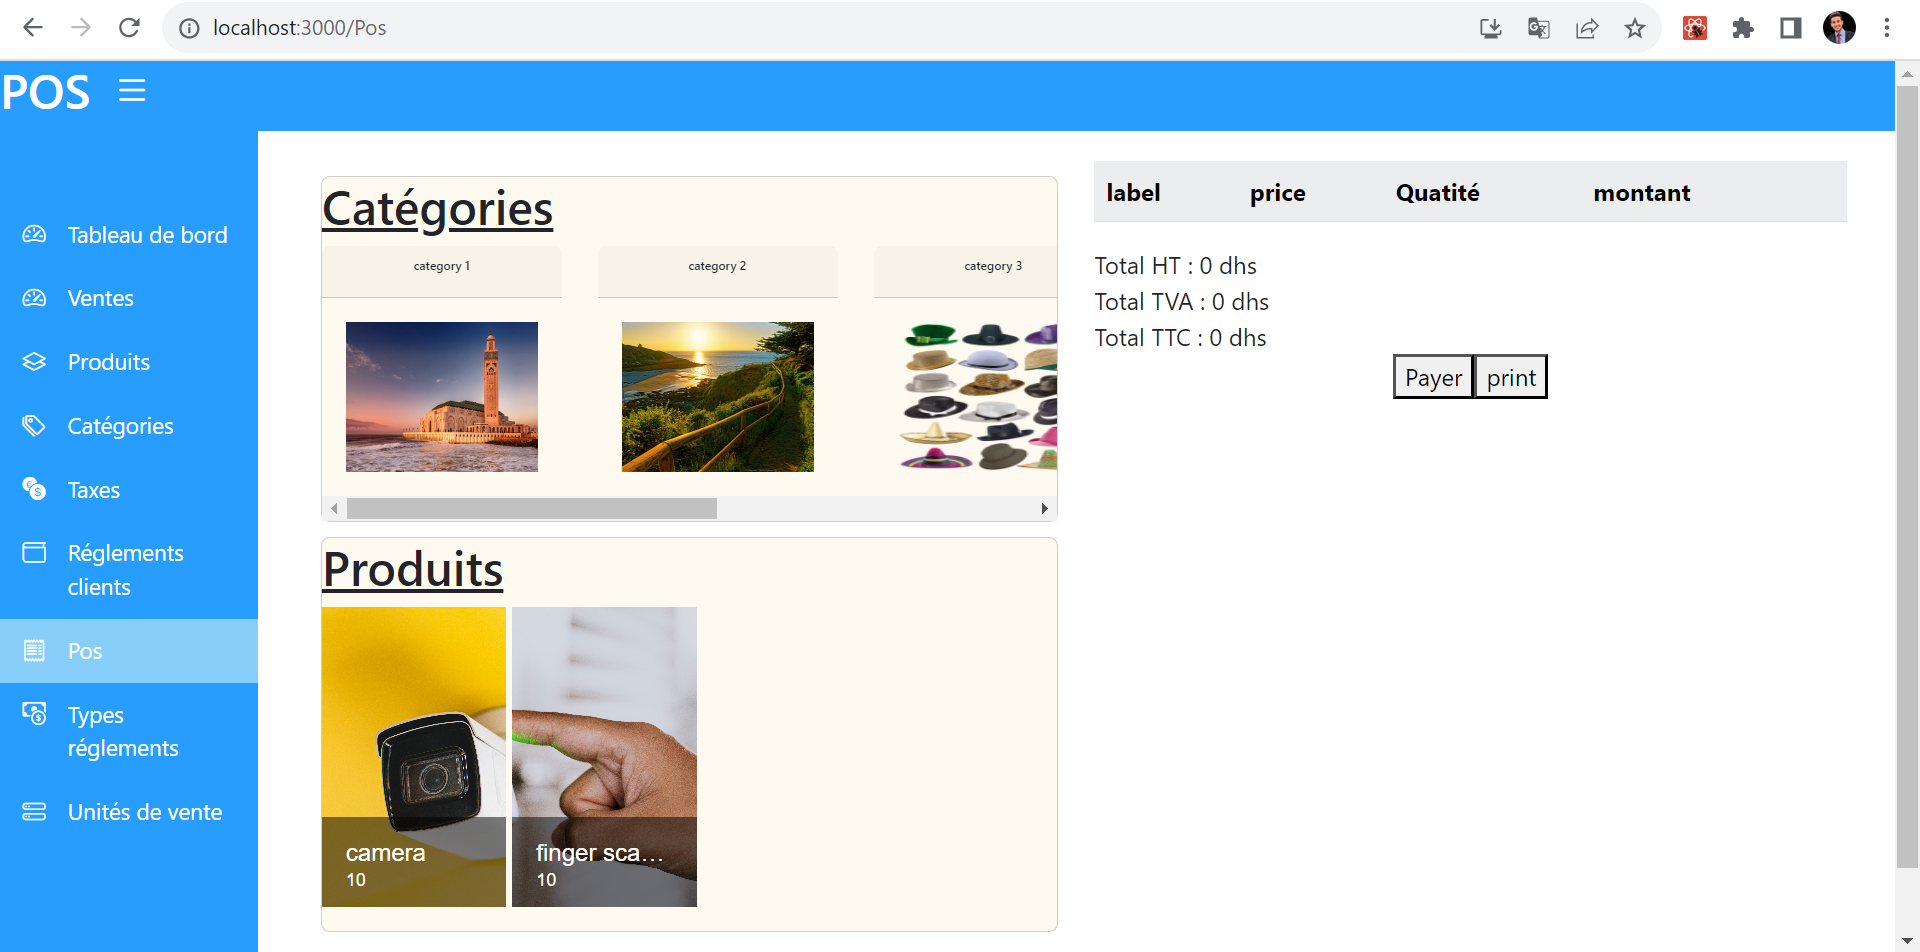 localhost:3000/Pos
POS
Tableau de bord
Ventes
Produits
Catégories
Taxes
Réglements
clients
Pos
Types
réglements
Unités de vente
Catégories
category 1
category 2
category 3
Produits
camera
10
finger sca...
10
label price Quatité montant
Total HT : 0 dhs
Total TVA : 0 dhs
Total TTC : 0 dhs
Payer print